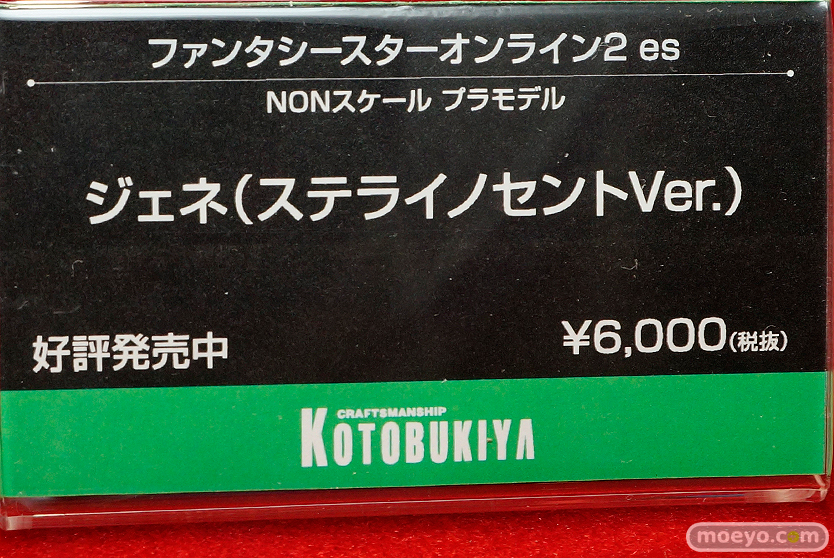 ファンタシースターオンライン2 es
NONスケール プラモデル
ジェネ(ステライノセントVer.)
好評発売中
¥6,000(税抜)
CRAFTSMANSHIP
KOTOBUKIYA
moeyo.com